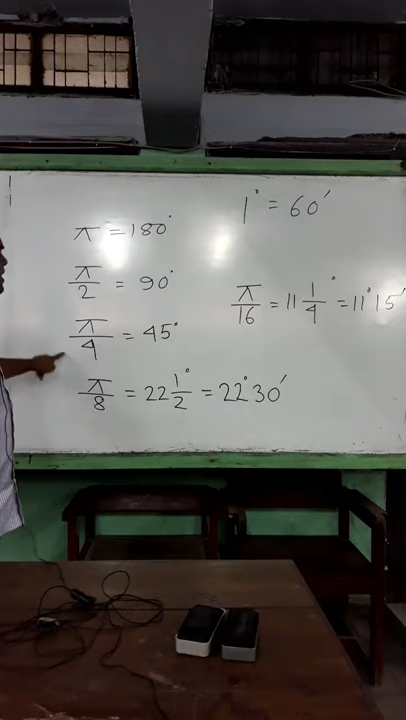 π = 180°
π/2 = 90°
π/4 = 45°
π/8 = 22 1/2° = 22°30′
1° = 60′
π/16 = 11 1/4° = 11°15′